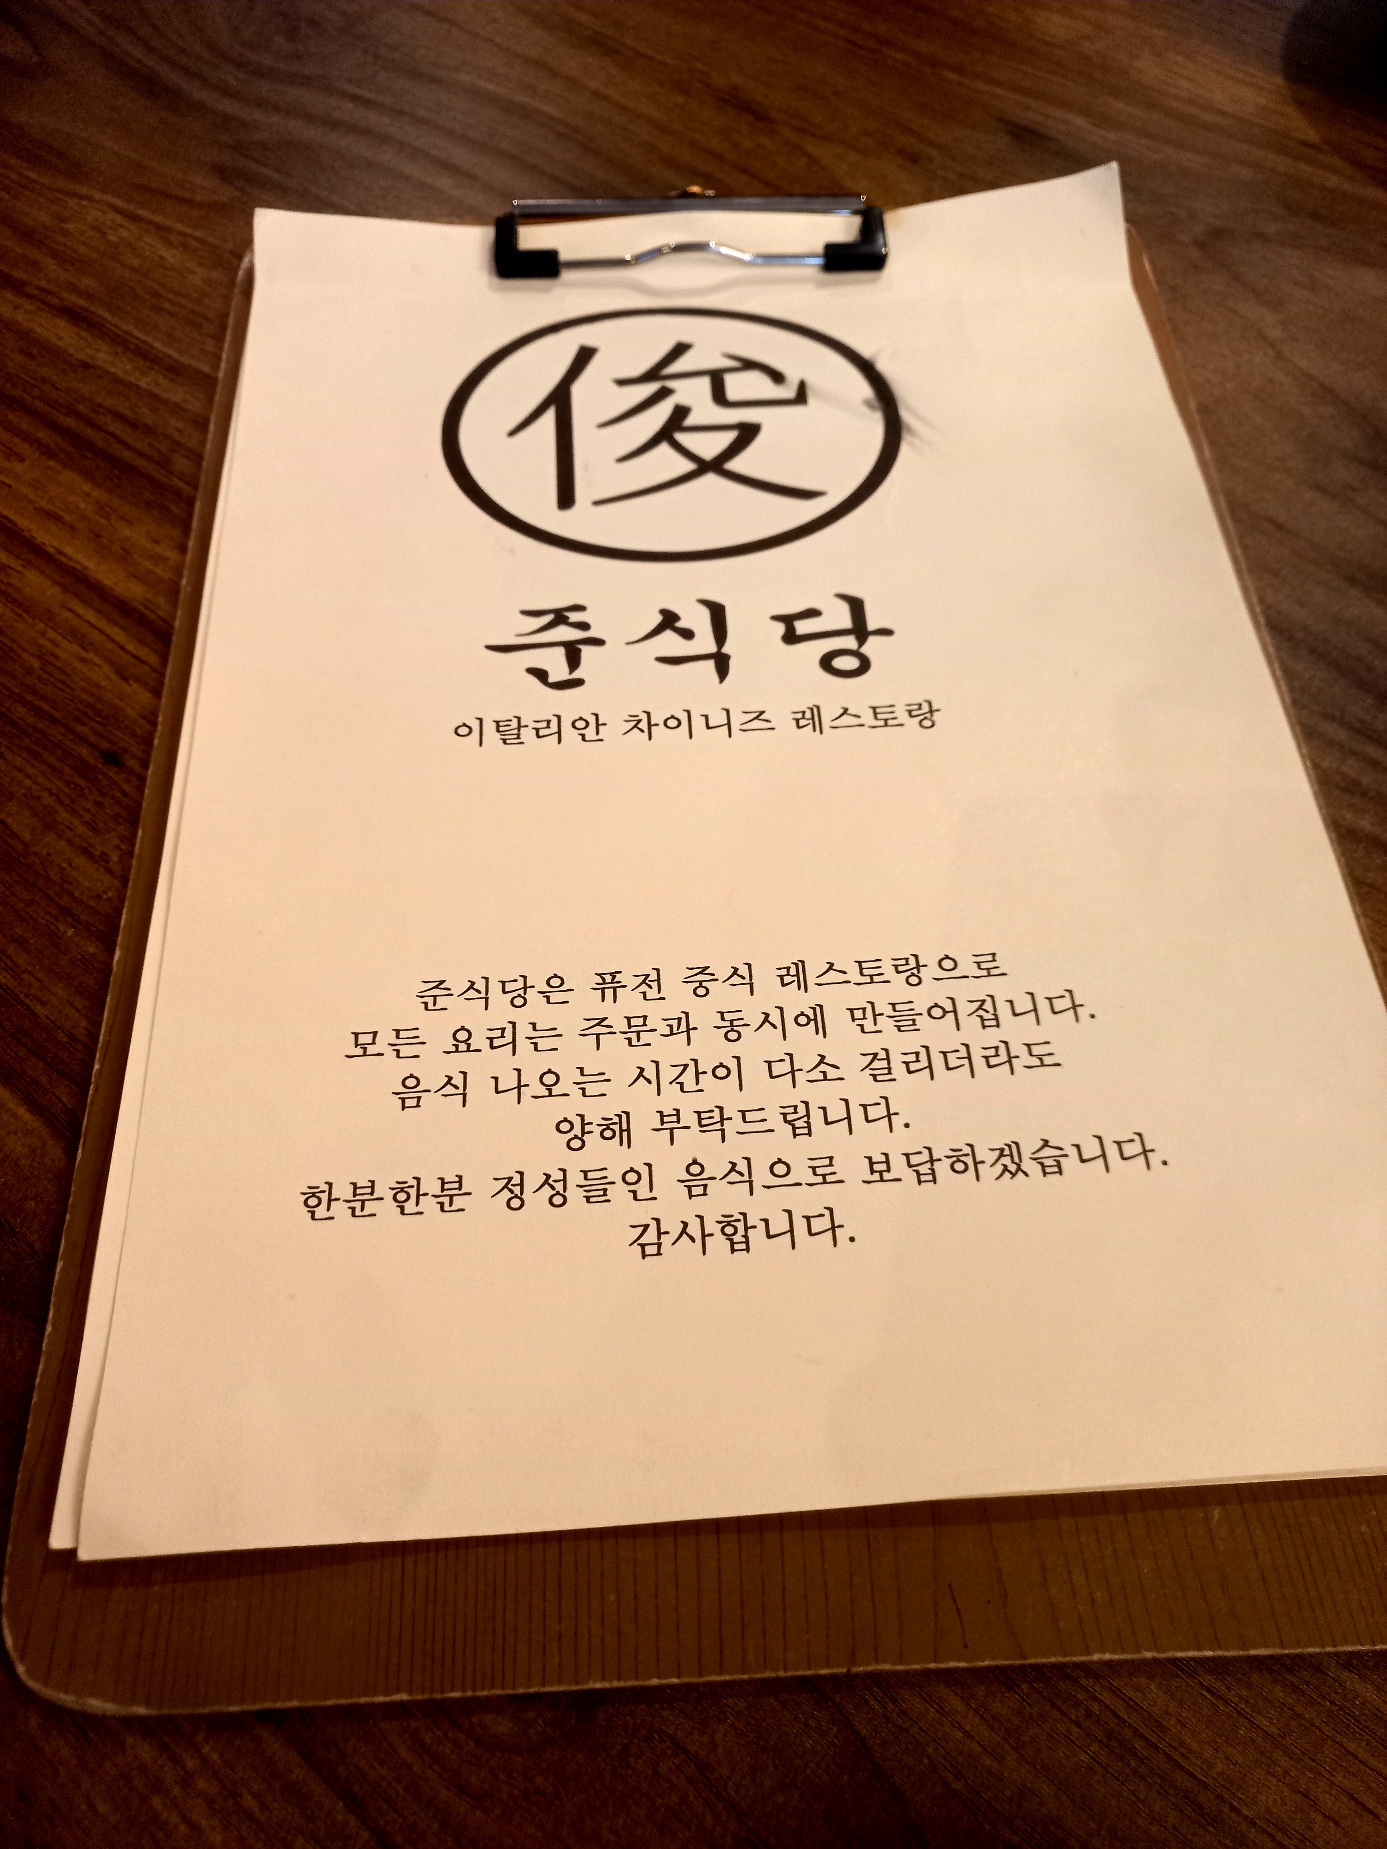 俊
준식당
이탈리안 차이니즈 레스토랑
준식당은 퓨전 중식 레스토랑으로
모든 요리는 주문과 동시에 만들어집니다.
음식 나오는 시간이 다소 걸리더라도
양해 부탁드립니다.
한분한분 정성들인 음식으로 보답하겠습니다.
감사합니다.